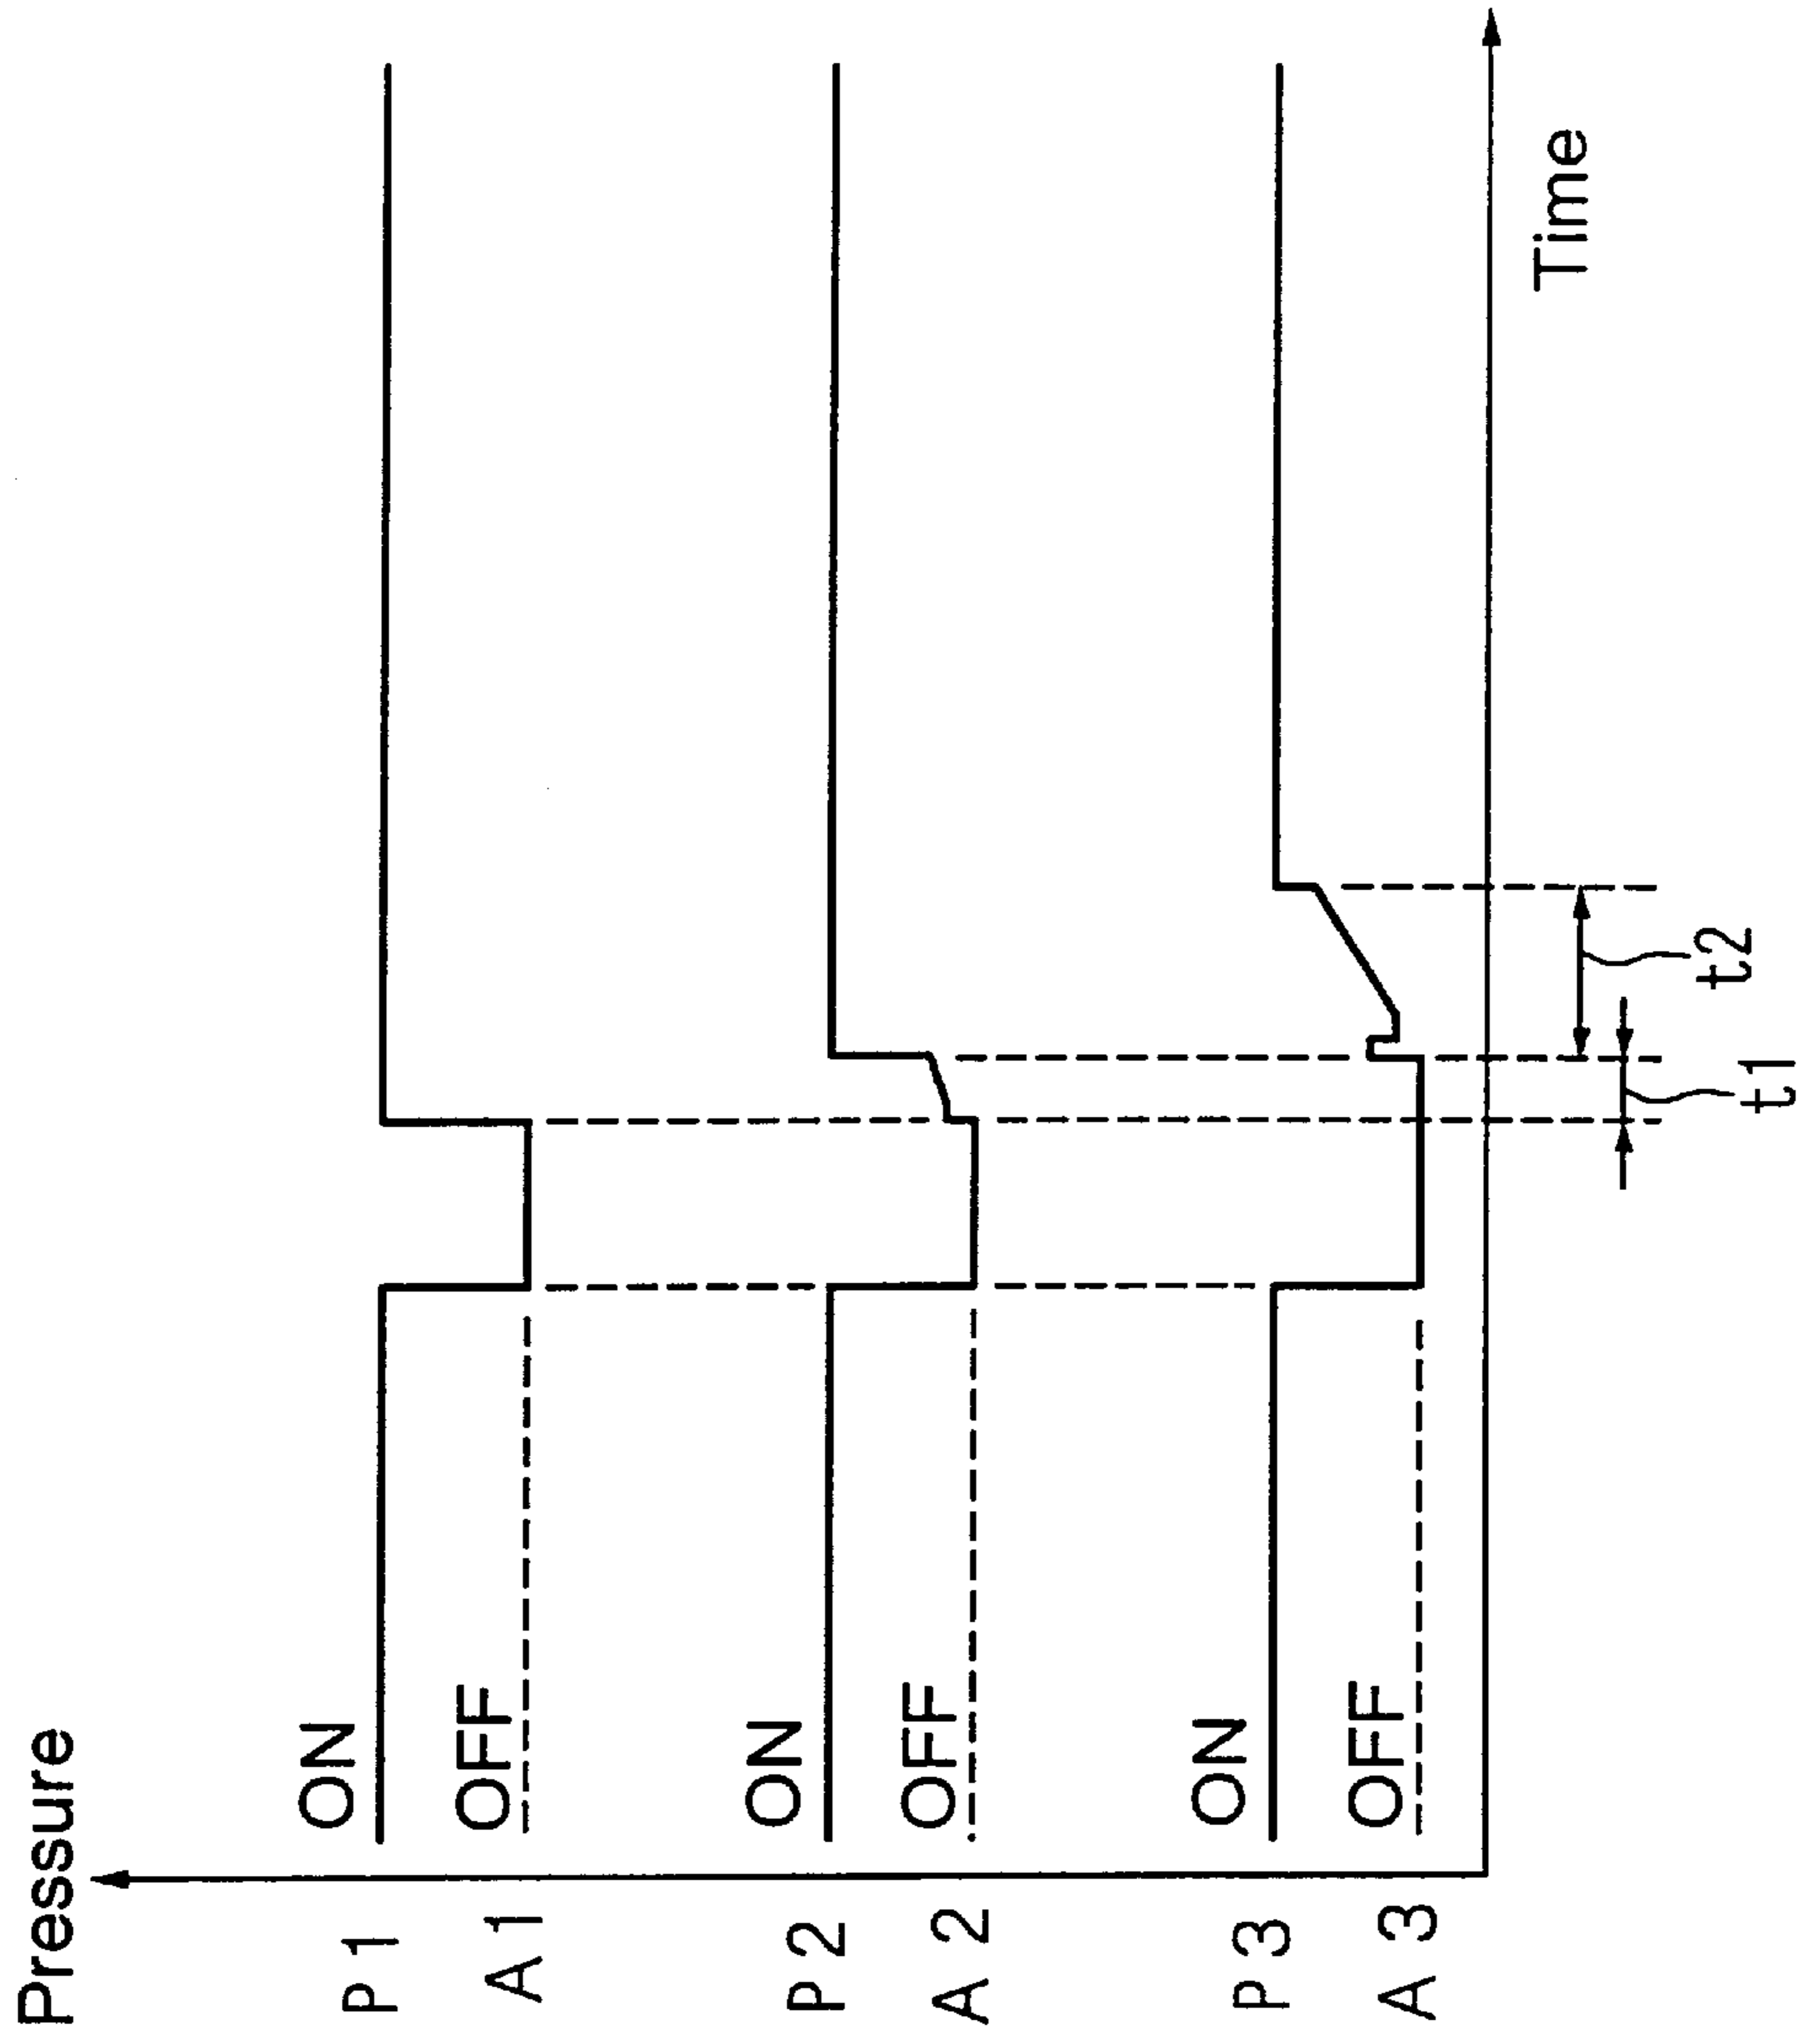 Pressure
P1
ON
A1
OFF
P2
ON
A2
OFF
P3
ON
A3
OFF
Time
t2
t1